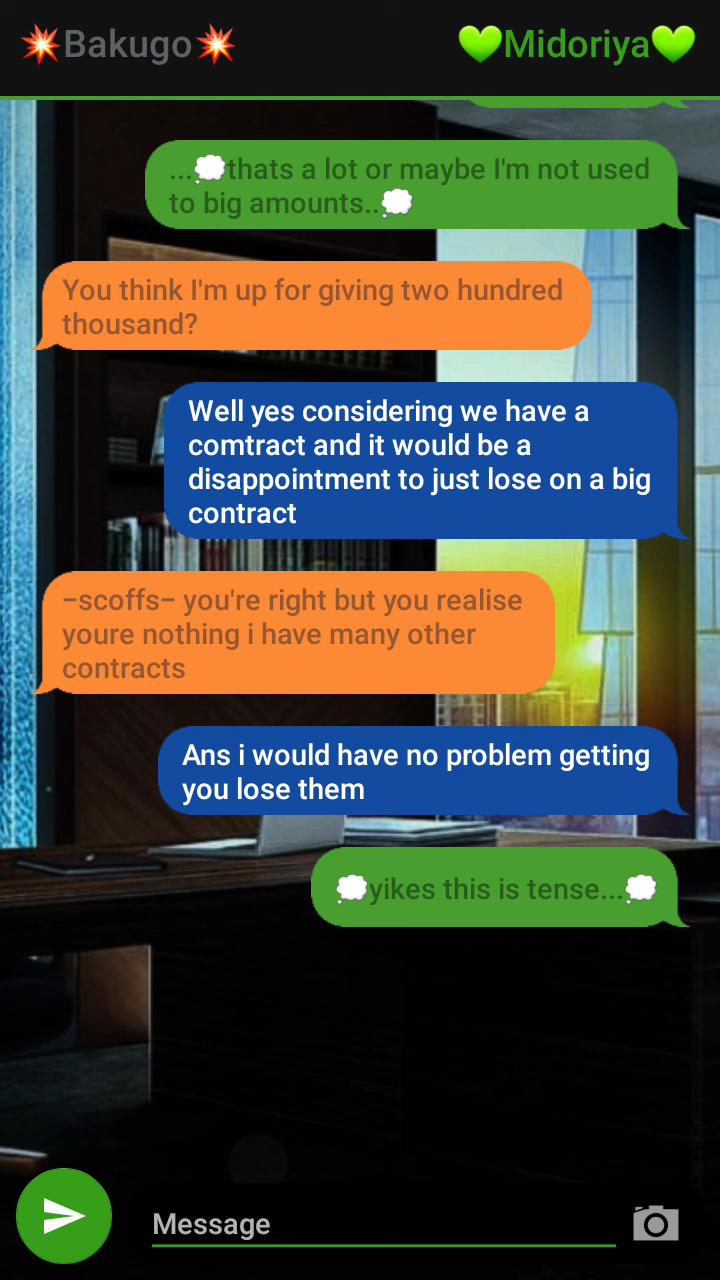 💥Bakugo💥 💚Midoriya💚
...💭thats a lot or maybe I'm not used
to big amounts..💭
You think I'm up for giving two hundred
thousand?
Well yes considering we have a
comtract and it would be a
disappointment to just lose on a big
contract
–scoffs– you're right but you realise
youre nothing i have many other
contracts
Ans i would have no problem getting
you lose them
💭yikes this is tense...💭
Message